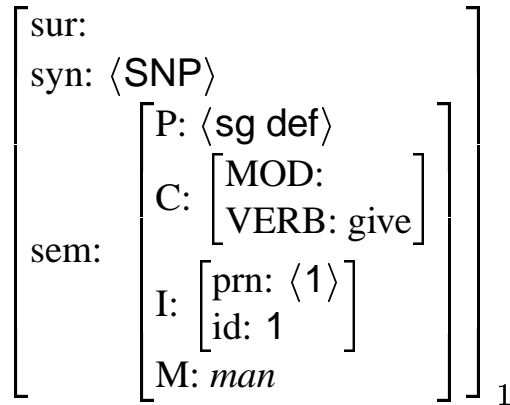 sur:
syn: ⟨SNP⟩
P: ⟨sg def⟩
C: MOD:
VERB: give
sem:
I: prn: ⟨1⟩
id: 1
M: man
1